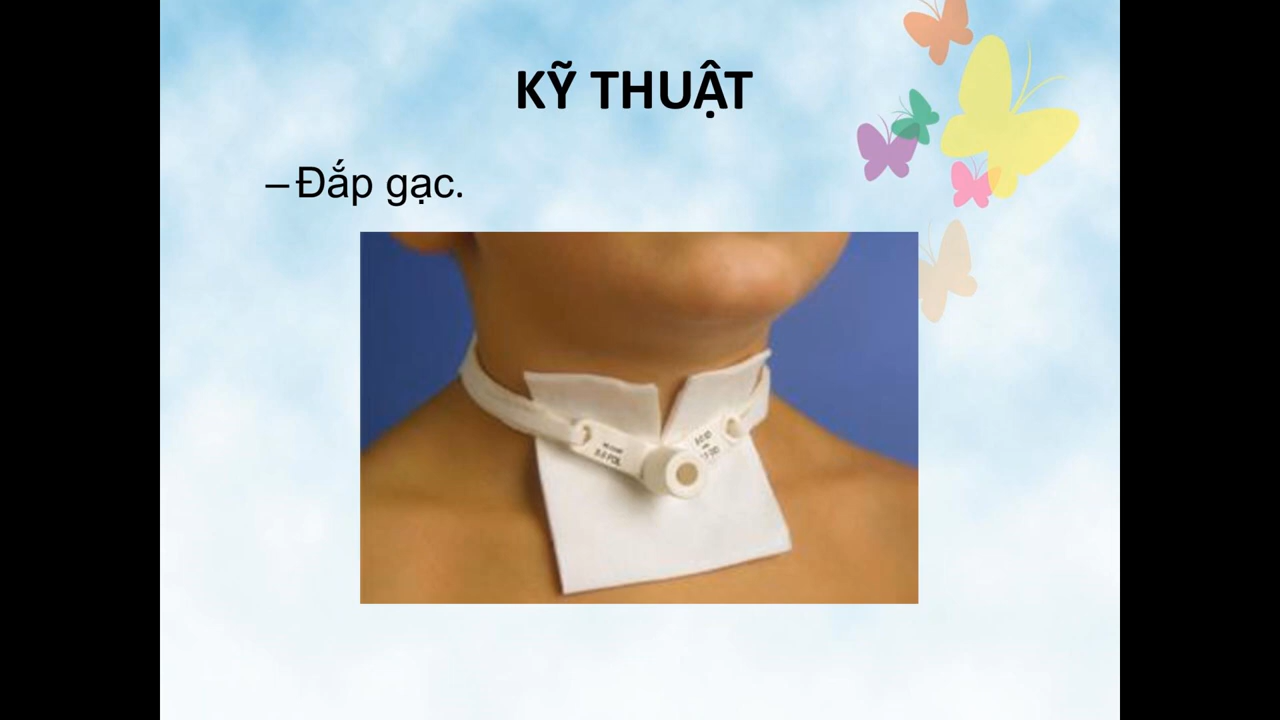 KỸ THUẬT
– Đắp gạc.